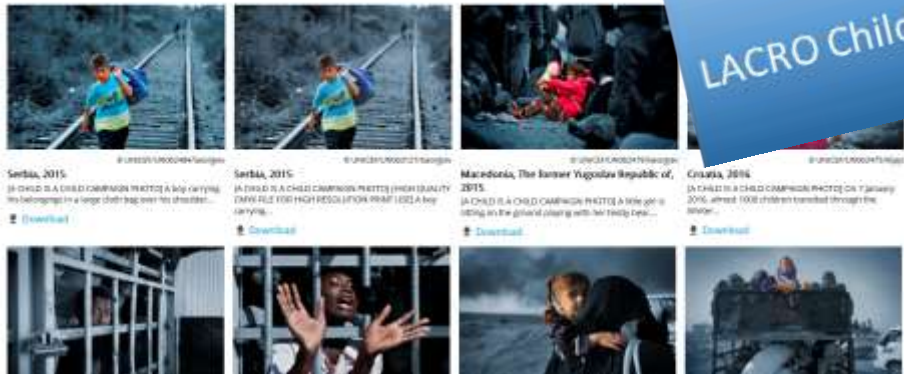 LACRO Chilc
Serbia, 2015
[A CHILD IS A CHILD CAMPAIGN PHOTO] A boy carrying
his belongings in a large cloth bag over his shoulder...
Download
Serbia, 2015
[A CHILD IS A CHILD CAMPAIGN PHOTO] [HIGH QUALITY
CMYK FILE FOR HIGH RESOLUTION PRINT USE] A boy
carrying...
Download
Macedonia, The former Yugoslav Republic of,
2015
[A CHILD IS A CHILD CAMPAIGN PHOTO] A little girl is
sitting on the ground playing with her teddy bear...
Download
Croatia, 2016
[A CHILD IS A CHILD CAMPAIGN PHOTO] On 7 January
2016, almost 1000 children transited through the
Download